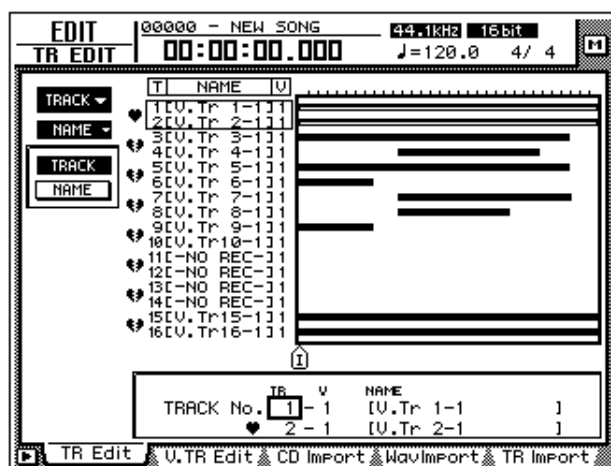 EDIT
TR EDIT
00000 - NEW SONG
00:00:00.000
44.1kHz 16bit
♩=120.0 4/ 4
M
TRACK
NAME
TRACK
NAME
T NAME V
1[V.Tr 1-1]1
2[V.Tr 2-1]1
3[V.Tr 3-1]1
4[V.Tr 4-1]1
5[V.Tr 5-1]1
6[V.Tr 6-1]1
7[V.Tr 7-1]1
8[V.Tr 8-1]1
9[V.Tr 9-1]1
10[V.Tr10-1]1
11[-NO REC-]1
12[-NO REC-]1
13[-NO REC-]1
14[-NO REC-]1
15[V.Tr15-1]1
16[V.Tr16-1]1
I
TR V NAME
TRACK No. 1 - 1 [V.Tr 1-1 ]
♥ 2 - 1 [V.Tr 2-1 ]
TR Edit V.TR Edit CD Import WavImport TR Import